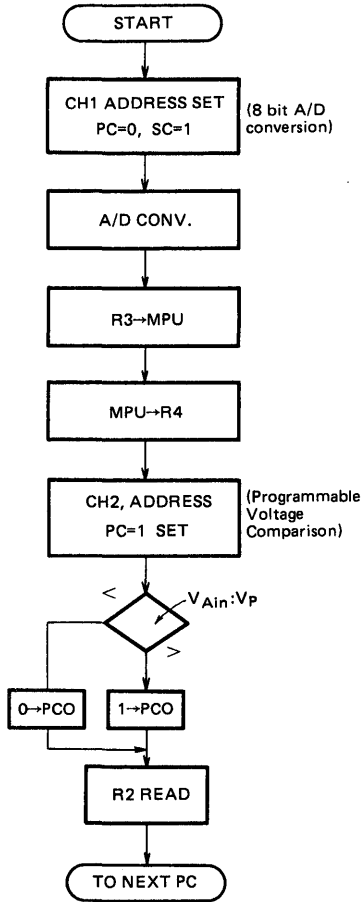 START
CH1 ADDRESS SET
PC=0, SC=1
(8 bit A/D
conversion)
A/D CONV.
R3→MPU
MPU→R4
CH2, ADDRESS
PC=1 SET
(Programmable
Voltage
Comparison)
<
VAin:VP
>
0→PCO
1→PCO
R2 READ
TO NEXT PC